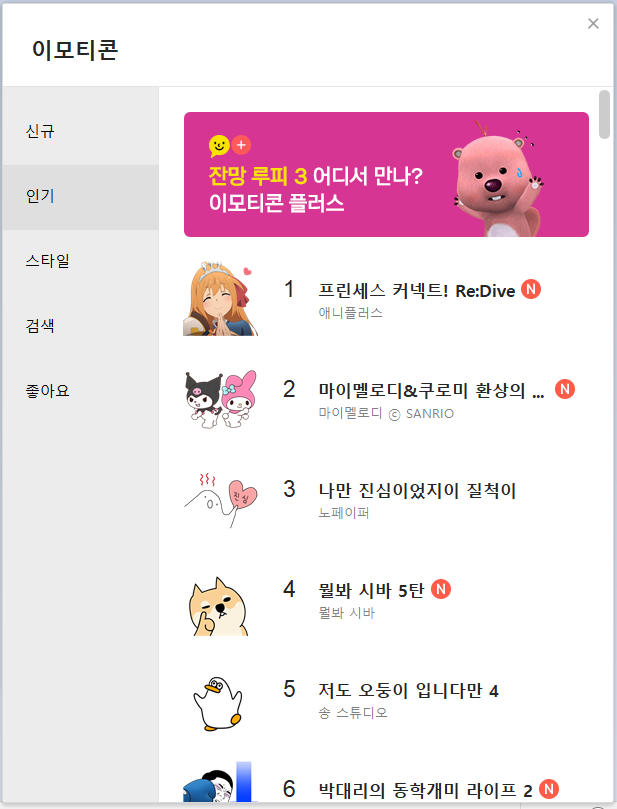 이모티콘
신규
인기
스타일
검색
좋아요
잔망 루피 3 어디서 만나?
이모티콘 플러스
1
프린세스 커넥트! Re:Dive N
애니플러스
2
마이멜로디&쿠로미 환상의 ... N
마이멜로디 ⓒ SANRIO
3
진심
나만 진심이었지이 질척이
노페이퍼
4
뭘봐 시바 5탄 N
뭘봐 시바
5
저도 오둥이 입니다만 4
송 스튜디오
6
박대리의 동학개미 라이프 2 N